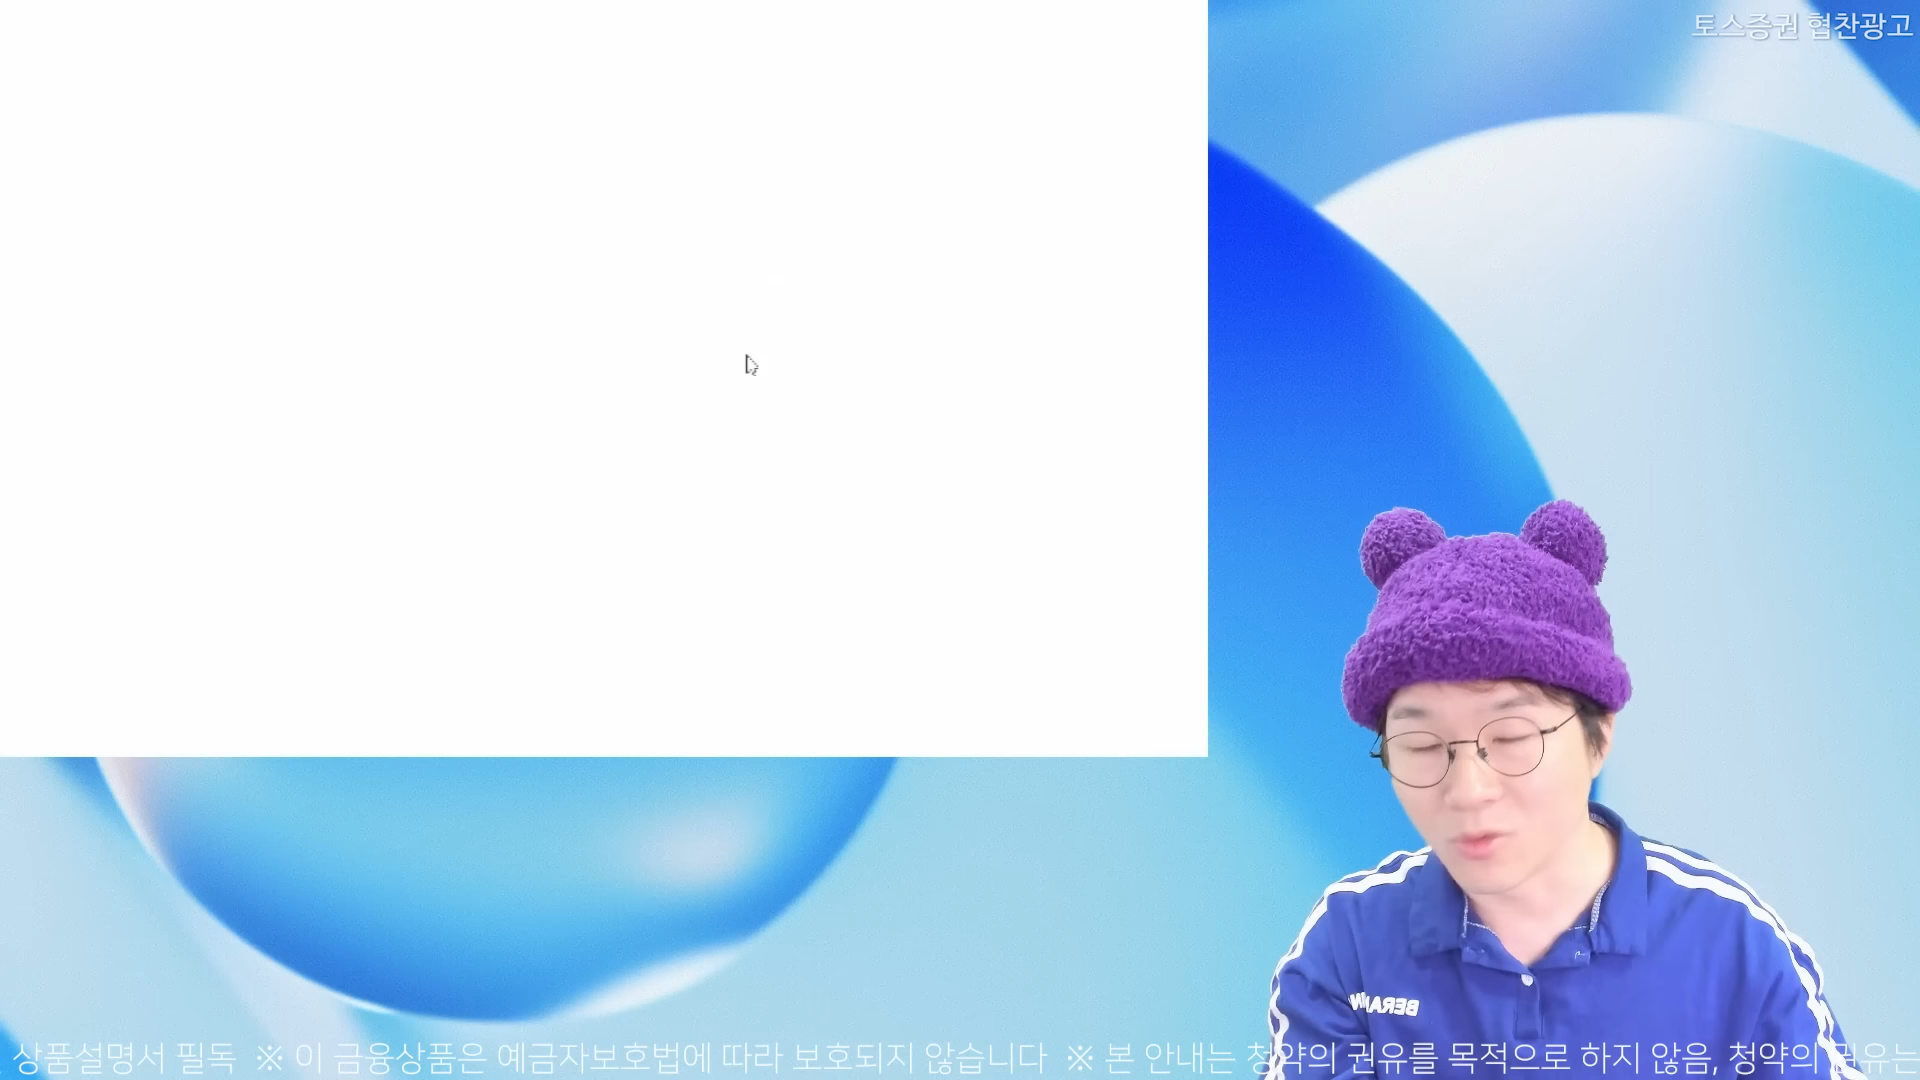 토스증권 협찬광고
BERA
상품설명서 필독 ※ 이 금융상품은 예금자보호법에 따라 보호되지 않습니다 ※ 본 안내는 청약의 권유를 목적으로 하지 않음, 청약의 권유는